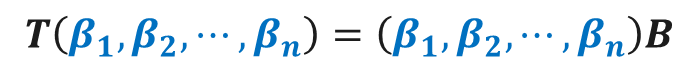 T(β₁, β₂, ⋯, βₙ) = (β₁, β₂, ⋯, βₙ)B